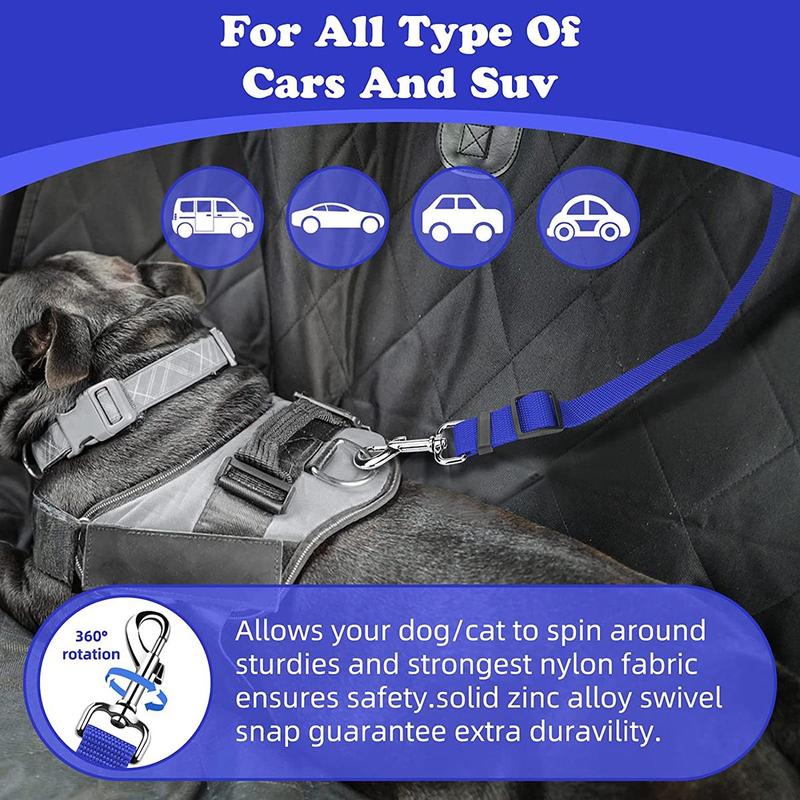 For All Type Of
Cars And Suv
360°
rotation
Allows your dog/cat to spin around
sturdies and strongest nylon fabric
ensures safety.solid zinc alloy swivel
snap guarantee extra duravility.